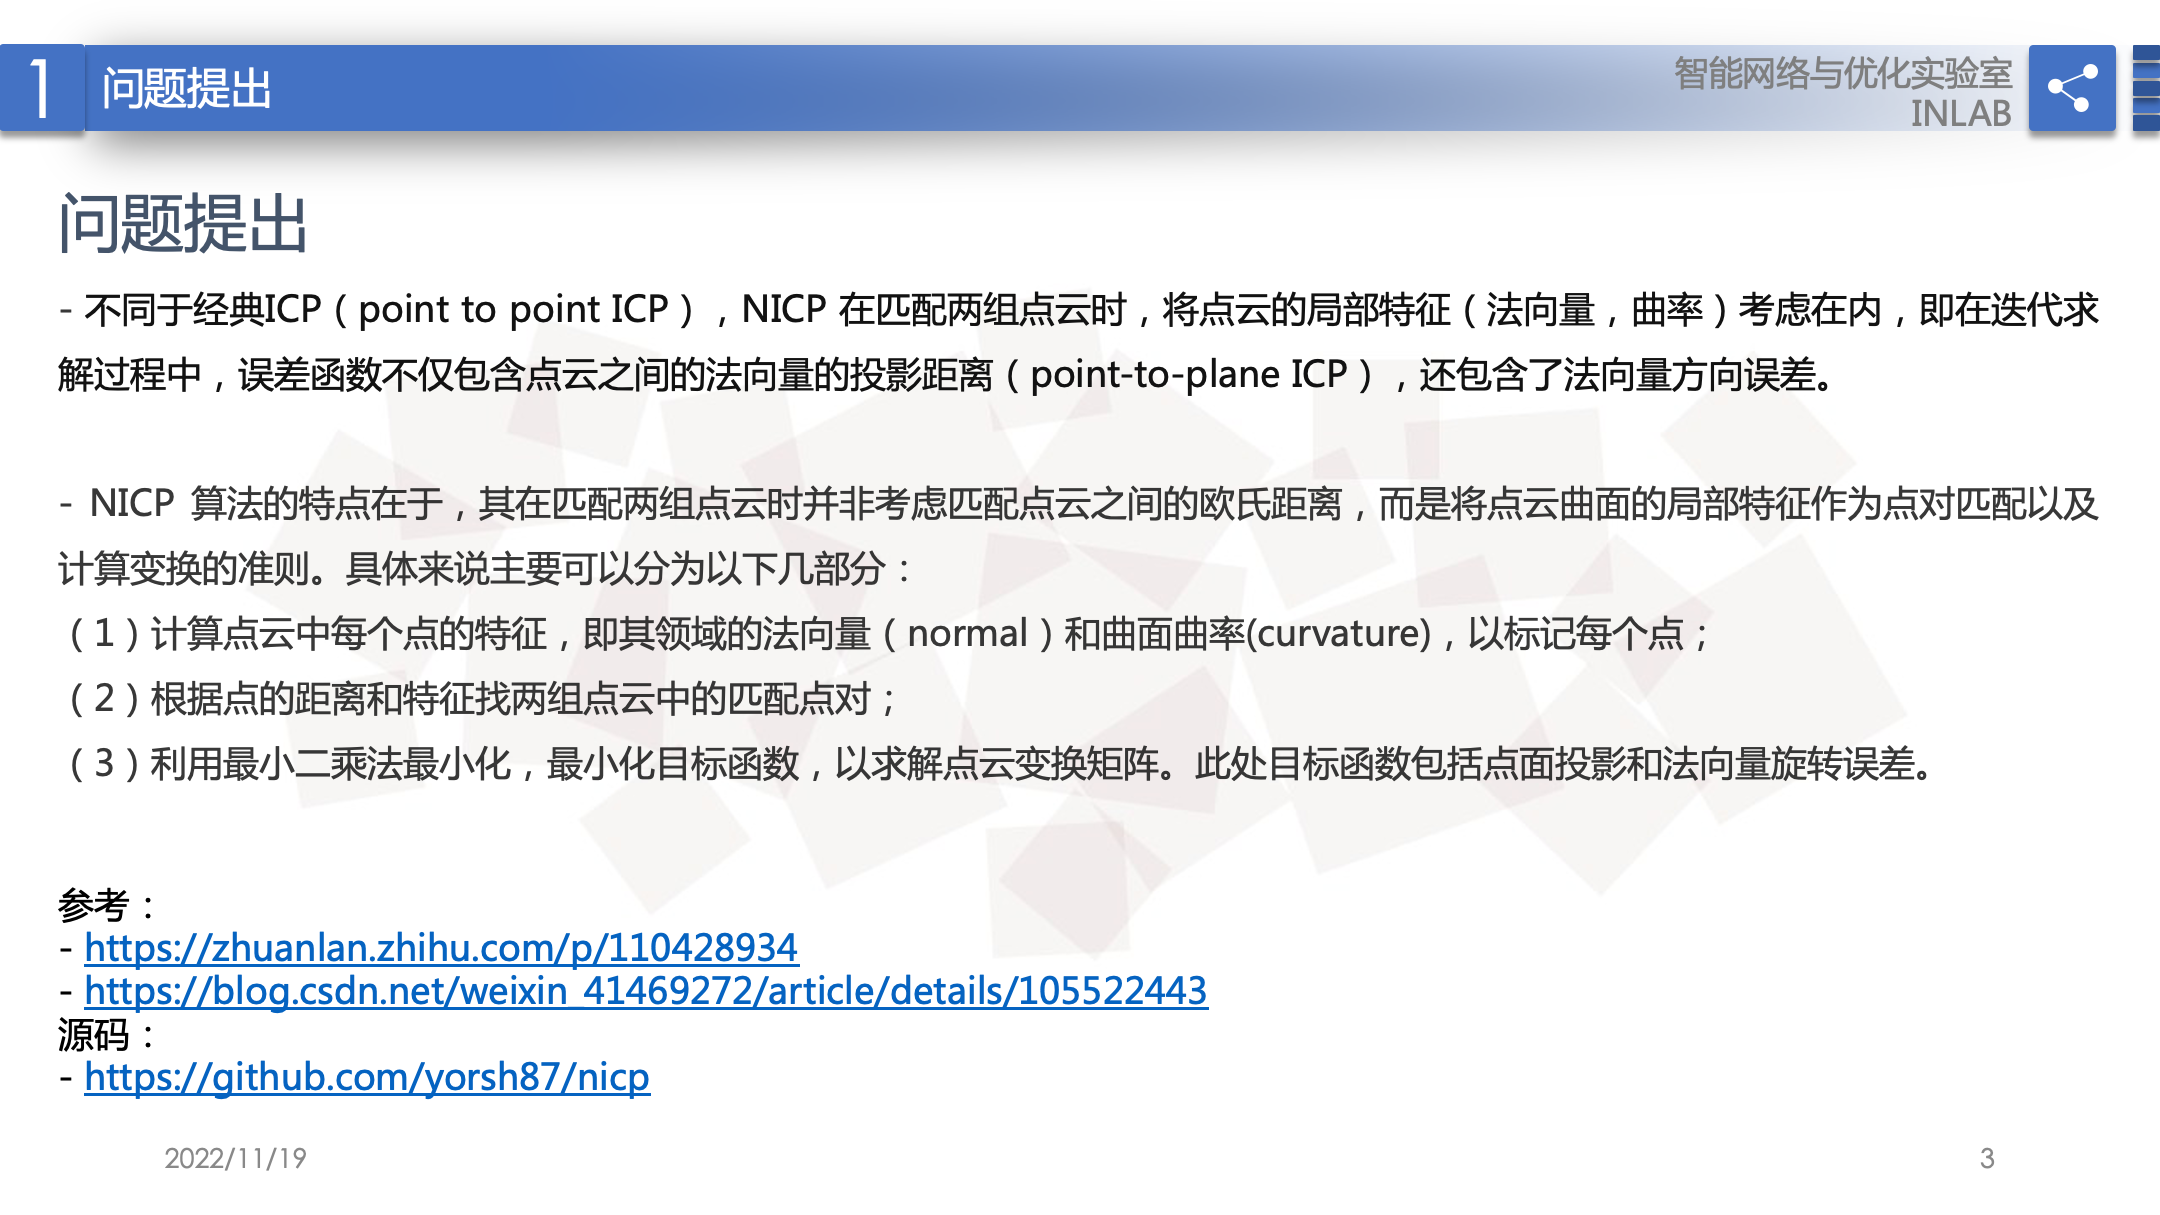 1
问题提出
智能网络与优化实验室
INLAB
问题提出
- 不同于经典ICP（point to point ICP），NICP 在匹配两组点云时，将点云的局部特征（法向量，曲率）考虑在内，即在迭代求
解过程中，误差函数不仅包含点云之间的法向量的投影距离（point-to-plane ICP），还包含了法向量方向误差。
- NICP 算法的特点在于，其在匹配两组点云时并非考虑匹配点云之间的欧氏距离，而是将点云曲面的局部特征作为点对匹配以及
计算变换的准则。具体来说主要可以分为以下几部分：
（1）计算点云中每个点的特征，即其领域的法向量（normal）和曲面曲率(curvature)，以标记每个点；
（2）根据点的距离和特征找两组点云中的匹配点对；
（3）利用最小二乘法最小化，最小化目标函数，以求解点云变换矩阵。此处目标函数包括点面投影和法向量旋转误差。
参考：
- https://zhuanlan.zhihu.com/p/110428934
- https://blog.csdn.net/weixin_41469272/article/details/105522443
源码：
- https://github.com/yorsh87/nicp
2022/11/19
3